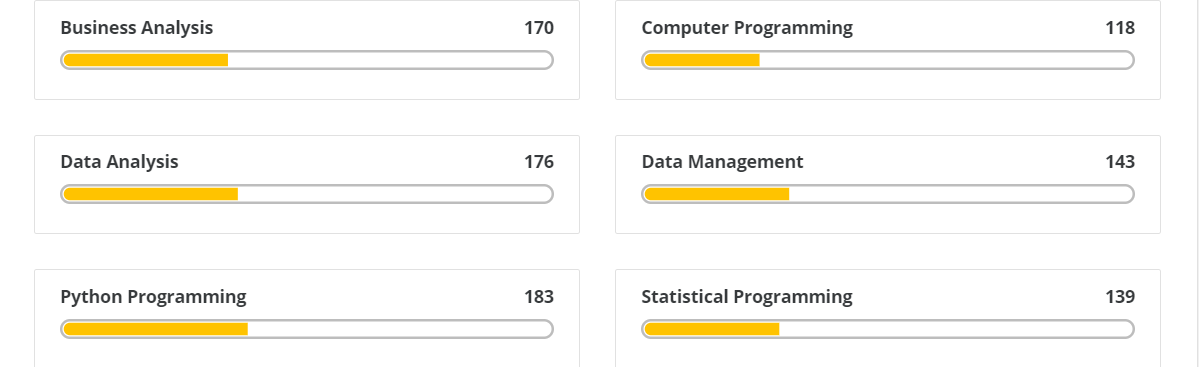 Business Analysis 170
Computer Programming 118
Data Analysis 176
Data Management 143
Python Programming 183
Statistical Programming 139